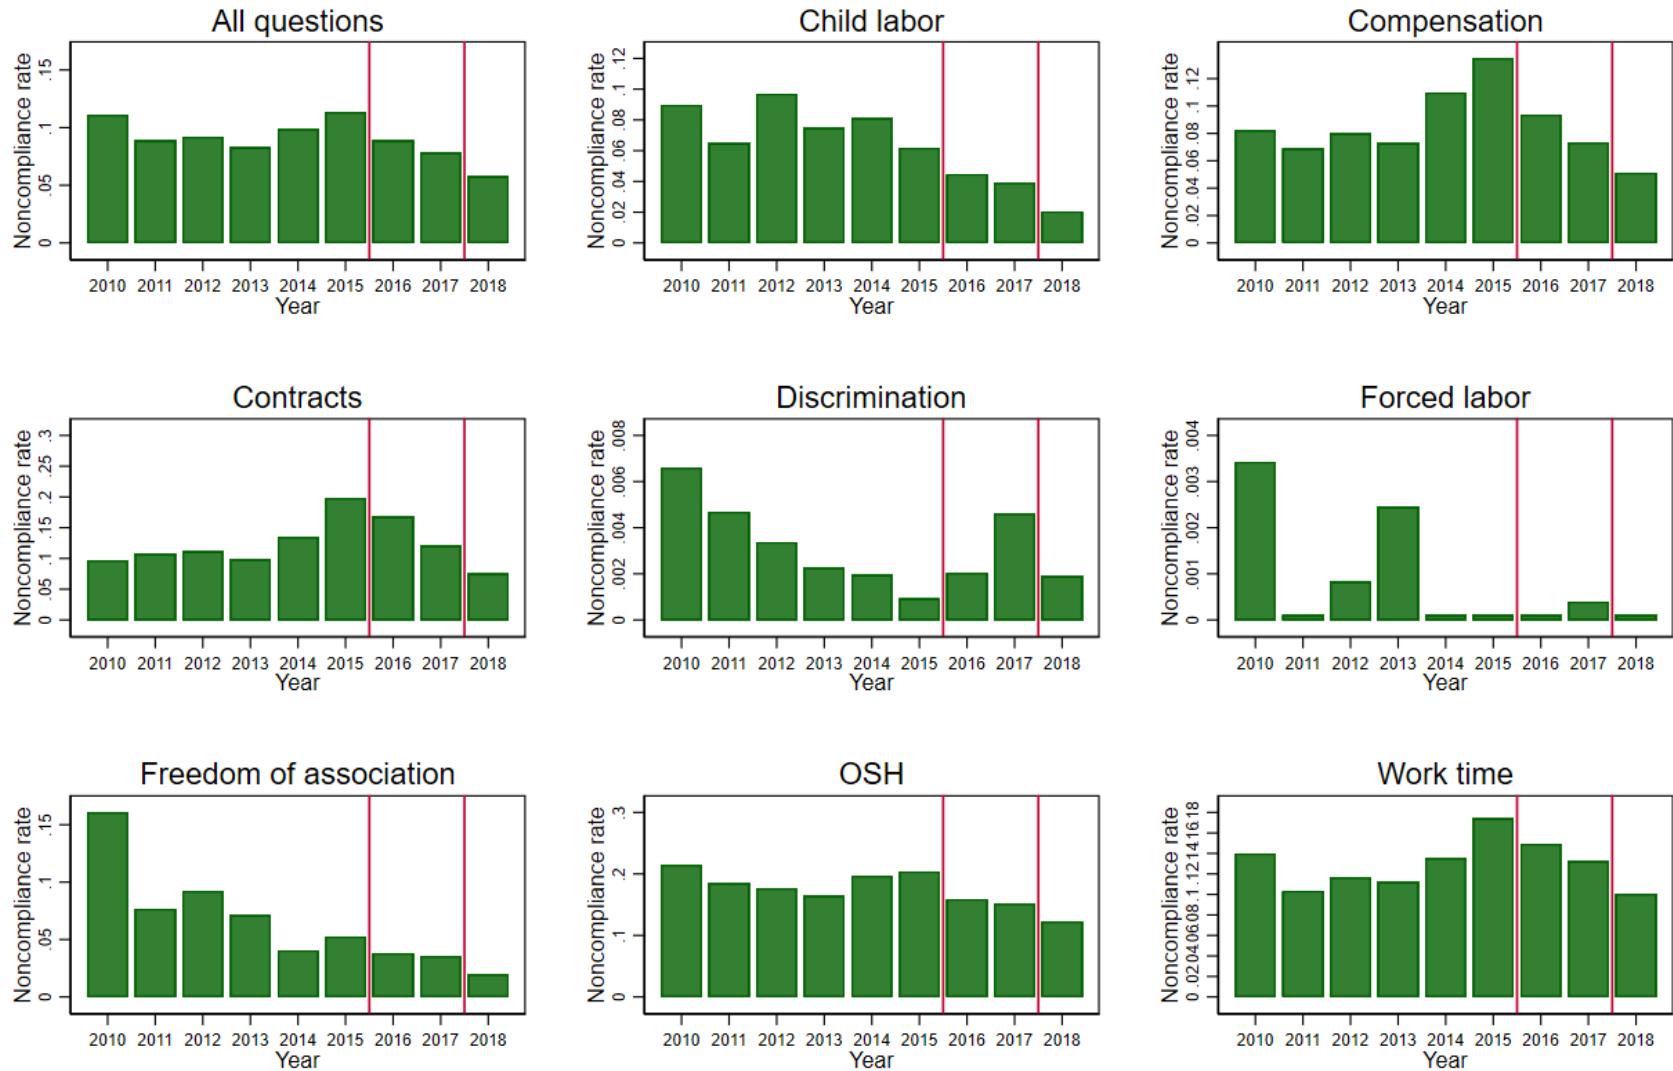 All questions
Noncompliance rate
0 .05 .1 .15
2010 2011 2012 2013 2014 2015 2016 2017 2018
Year
Child labor
Noncompliance rate
0 .02 .04 .06 .08 .1 .12
2010 2011 2012 2013 2014 2015 2016 2017 2018
Year
Compensation
Noncompliance rate
0 .02 .04 .06 .08 .1 .12
2010 2011 2012 2013 2014 2015 2016 2017 2018
Year
Contracts
Noncompliance rate
0 .05 .1 .15 .2 .25 .3
2010 2011 2012 2013 2014 2015 2016 2017 2018
Year
Discrimination
Noncompliance rate
0 .002 .004 .006 .008
2010 2011 2012 2013 2014 2015 2016 2017 2018
Year
Forced labor
Noncompliance rate
0 .001 .002 .003 .004
2010 2011 2012 2013 2014 2015 2016 2017 2018
Year
Freedom of association
Noncompliance rate
0 .05 .1 .15
2010 2011 2012 2013 2014 2015 2016 2017 2018
Year
OSH
Noncompliance rate
0 .1 .2 .3
2010 2011 2012 2013 2014 2015 2016 2017 2018
Year
Work time
Noncompliance rate
0 .02 .04 .06 .08 .1 .12 .14 .16 .18
2010 2011 2012 2013 2014 2015 2016 2017 2018
Year